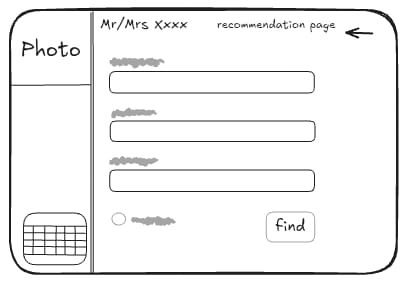 Photo
Mr/Mrs Xxxx
recommendation page
find